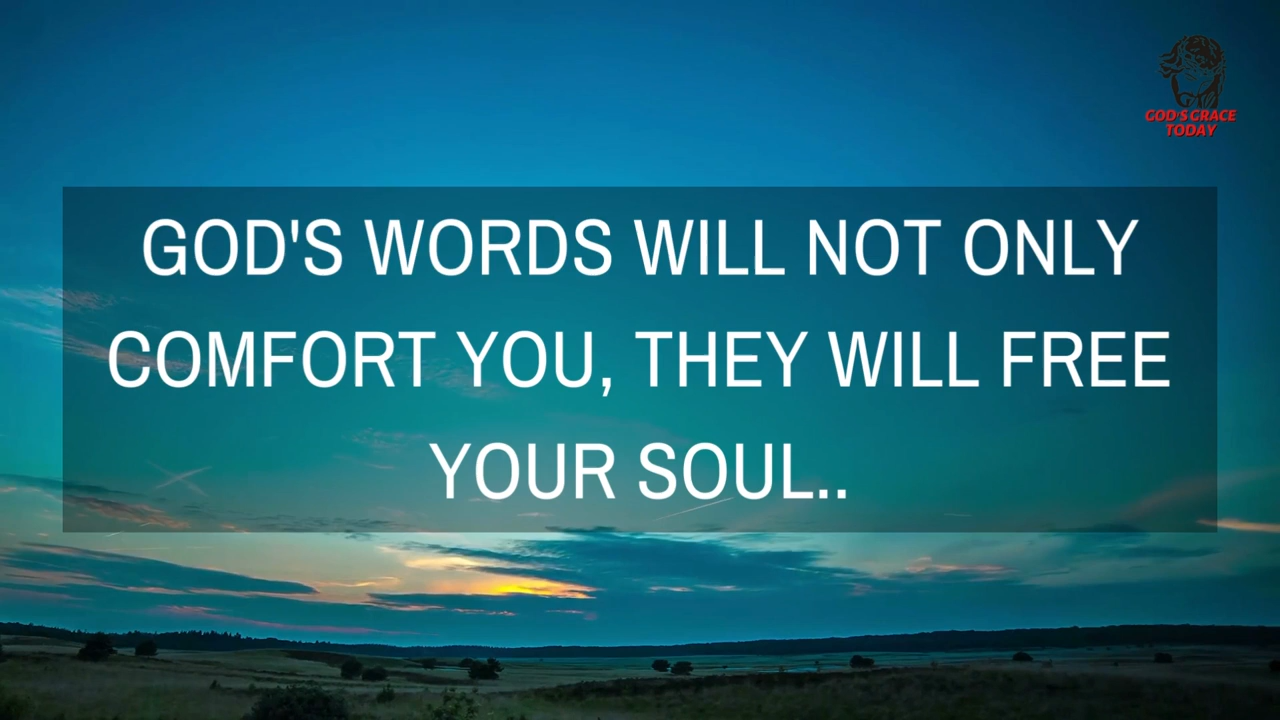 GOD'S GRACE
TODAY
GOD'S WORDS WILL NOT ONLY
COMFORT YOU, THEY WILL FREE
YOUR SOUL..